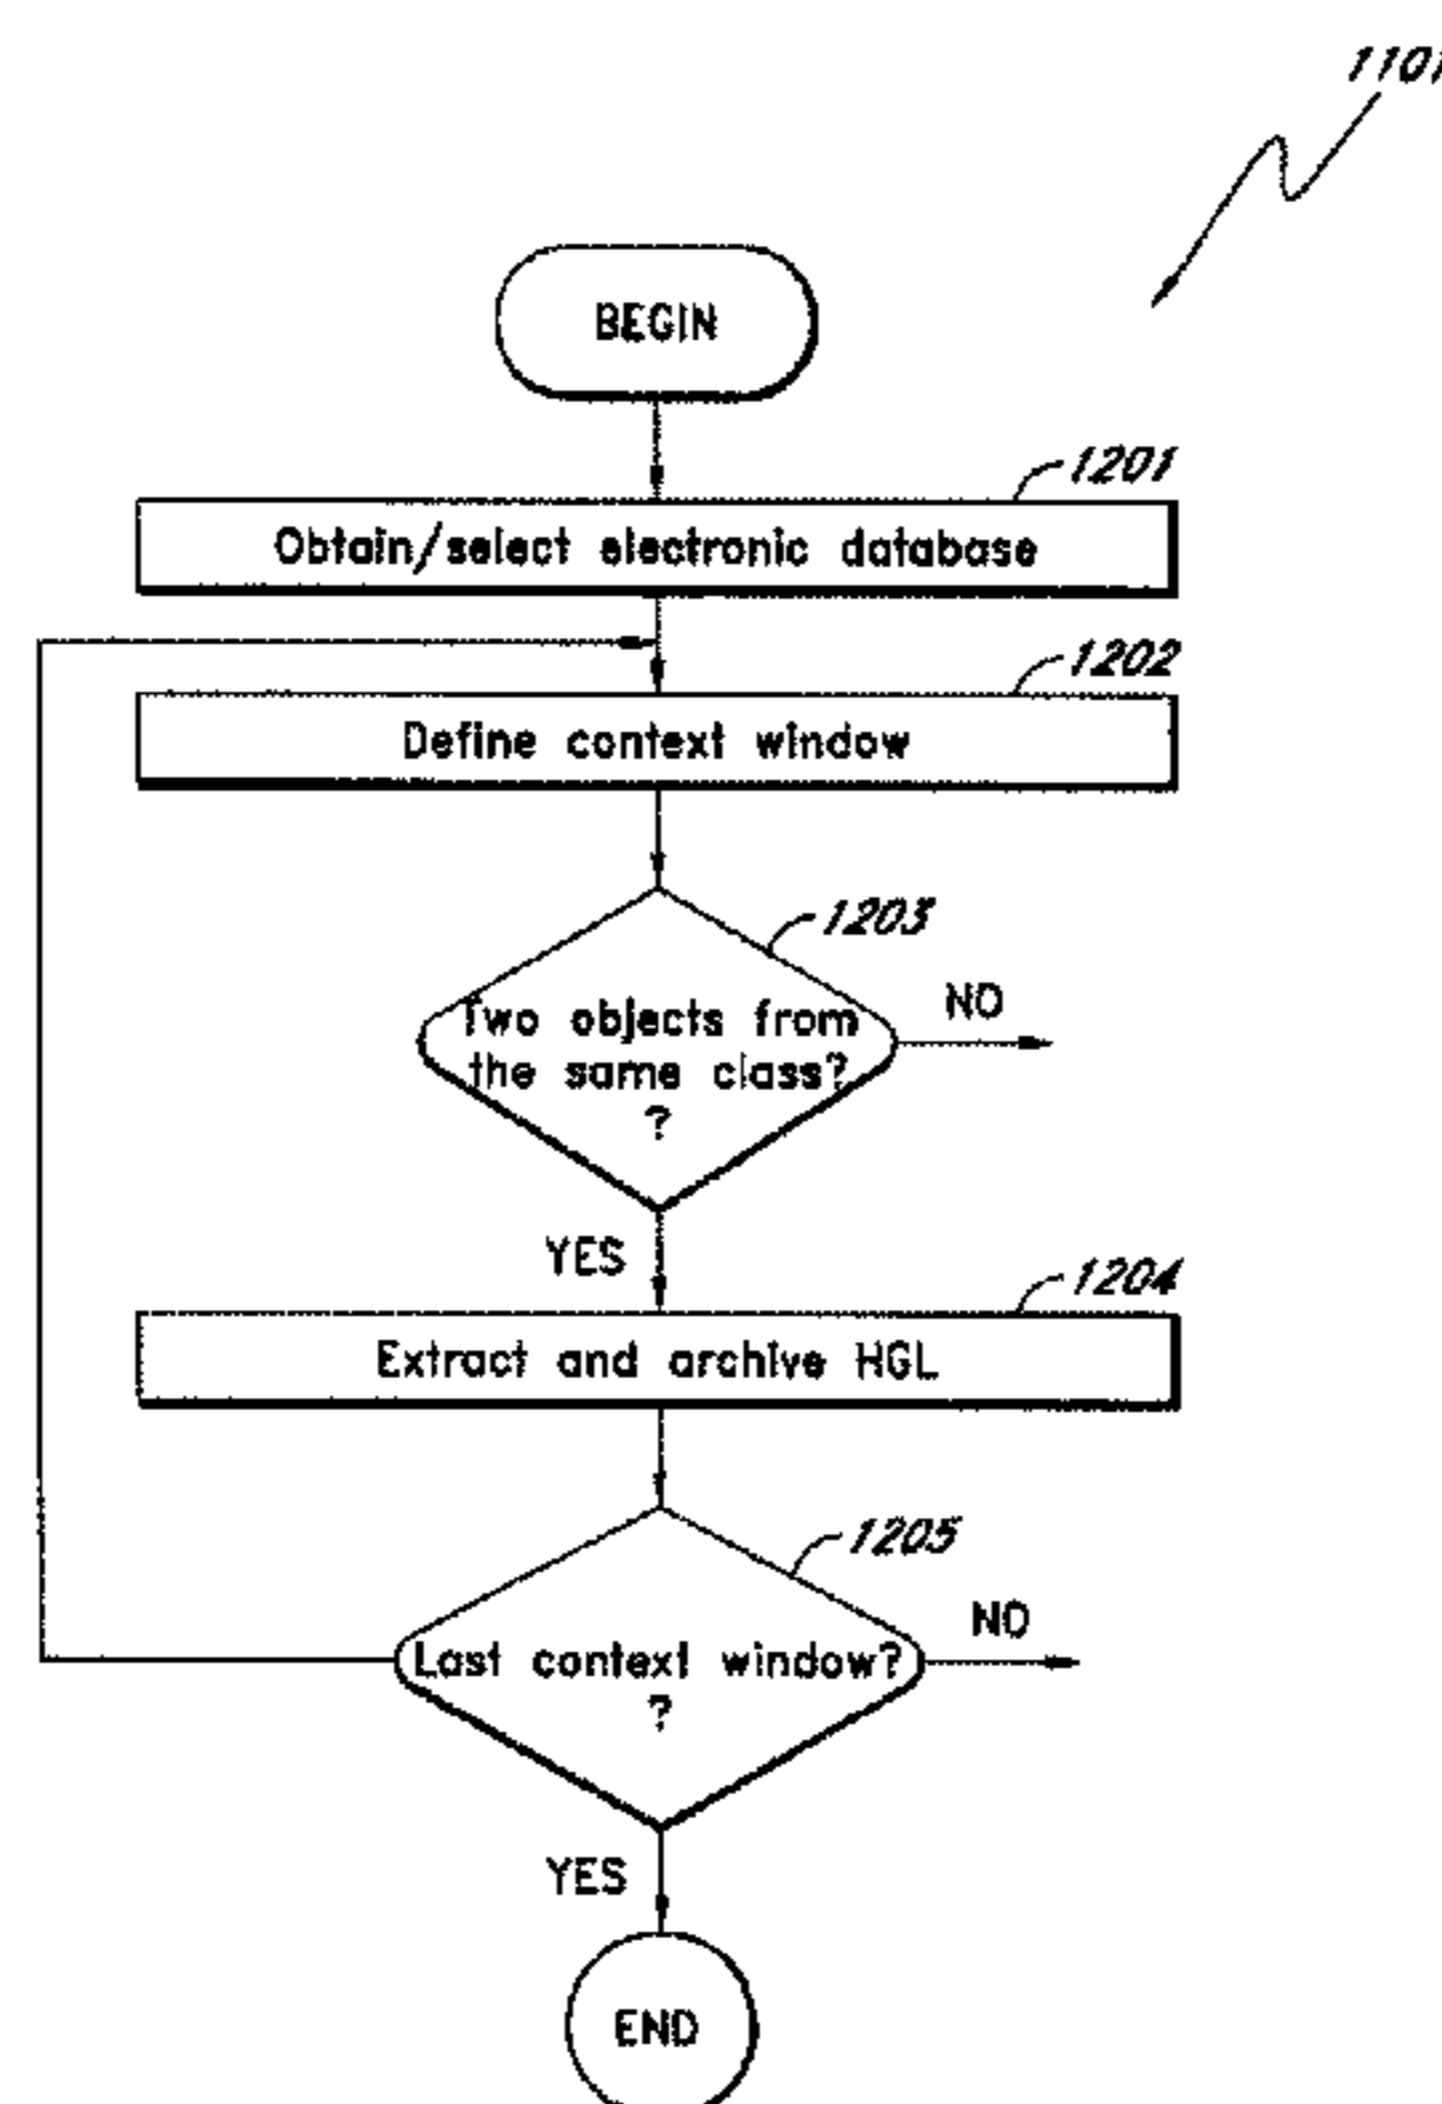 1101
BEGIN
1201
Obtain/select electronic database
1202
Define context window
1203
Two objects from
the same class?
?
NO
YES
1204
Extract and archive HGL
1205
Last context window?
?
NO
YES
END